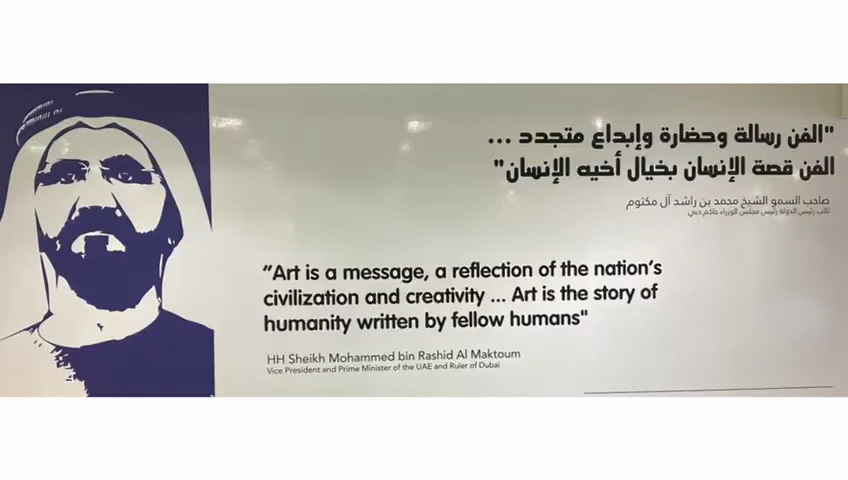 "الفن رسالة وحضارة وإبداع متجدد ...
الفن قصة الإنسان بخيال أخيه الإنسان"
صاحب السمو الشيخ محمد بن راشد آل مكتوم
نائب رئيس الدولة رئيس مجلس الوزراء حاكم دبي
"Art is a message, a reflection of the nation's
civilization and creativity ... Art is the story of
humanity written by fellow humans"
HH Sheikh Mohammed bin Rashid Al Maktoum
Vice President and Prime Minister of the UAE and Ruler of Dubai